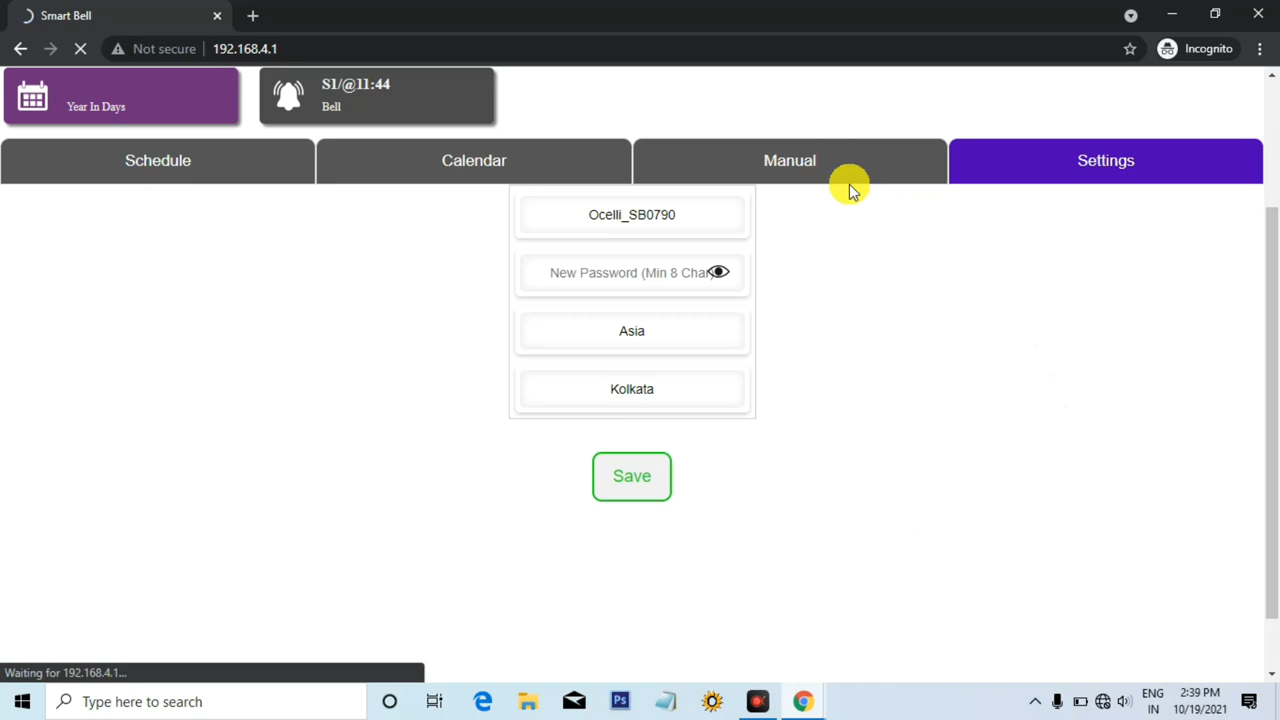 Smart Bell
Not secure
192.168.4.1
Incognito
Year In Days
S1/@11:44
Bell
Schedule
Calendar
Manual
Settings
Ocelli_SB0790
New Password (Min 8 Char)
Asia
Kolkata
Save
Waiting for 192.168.4.1...
Type here to search
Ps
ENG
IN
2:39 PM
10/19/2021